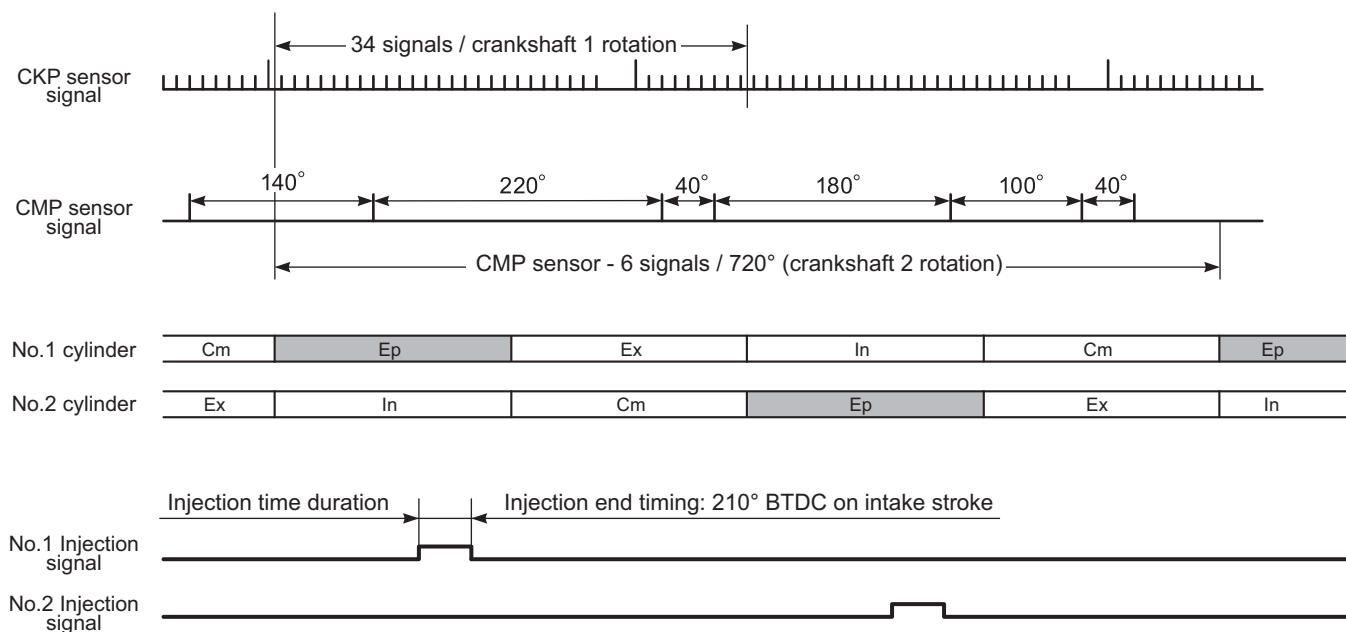 34 signals / crankshaft 1 rotation
CKP sensor
signal
140° 220° 40° 180° 100° 40°
CMP sensor
signal
CMP sensor - 6 signals / 720° (crankshaft 2 rotation)
No.1 cylinder Cm Ep Ex In Cm Ep
No.2 cylinder Ex In Cm Ep Ex In
Injection time duration Injection end timing: 210° BTDC on intake stroke
No.1 Injection
signal
No.2 Injection
signal